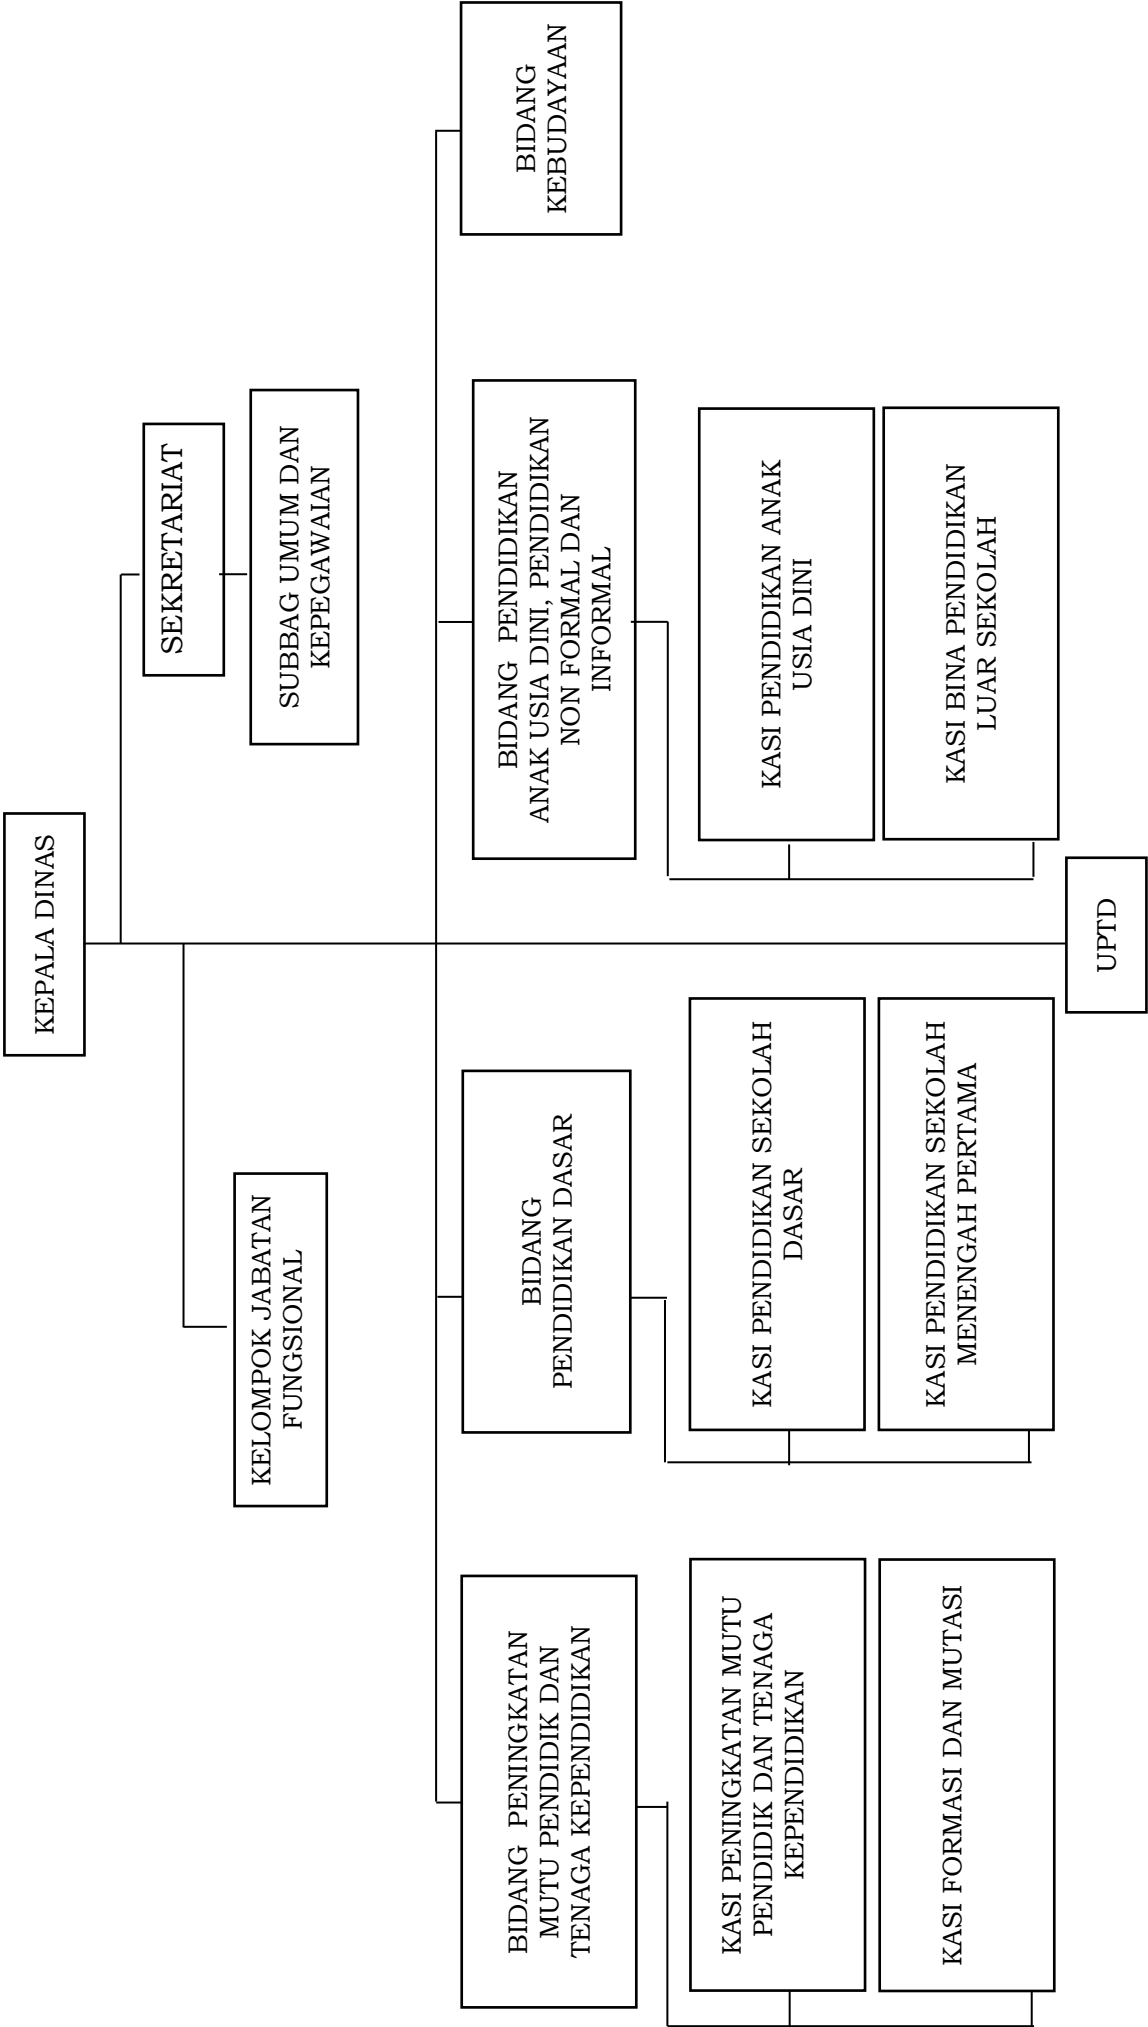 KEPALA DINAS
SEKRETARIAT
SUBBAG UMUM DAN
KEPEGAWAIAN
KELOMPOK JABATAN
FUNGSIONAL
BIDANG PENINGKATAN
MUTU PENDIDIK DAN
TENAGA KEPENDIDIKAN
BIDANG
PENDIDIKAN DASAR
BIDANG PENDIDIKAN
ANAK USIA DINI, PENDIDIKAN
NON FORMAL DAN
INFORMAL
BIDANG
KEBUDAYAAN
KASI PENINGKATAN MUTU
PENDIDIK DAN TENAGA
KEPENDIDIKAN
KASI PENDIDIKAN SEKOLAH
DASAR
KASI PENDIDIKAN ANAK
USIA DINI
KASI FORMASI DAN MUTASI
KASI PENDIDIKAN SEKOLAH
MENENGAH PERTAMA
KASI BINA PENDIDIKAN
LUAR SEKOLAH
UPTD